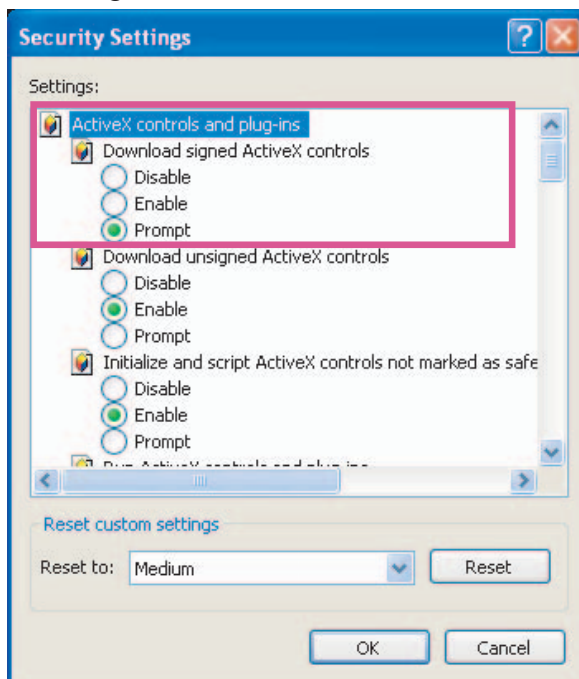 Security Settings
Settings:
ActiveX controls and plug-ins
Download signed ActiveX controls
Disable
Enable
Prompt
Download unsigned ActiveX controls
Disable
Enable
Prompt
Initialize and script ActiveX controls not marked as safe
Disable
Enable
Prompt
Reset custom settings
Reset to: Medium Reset
OK Cancel